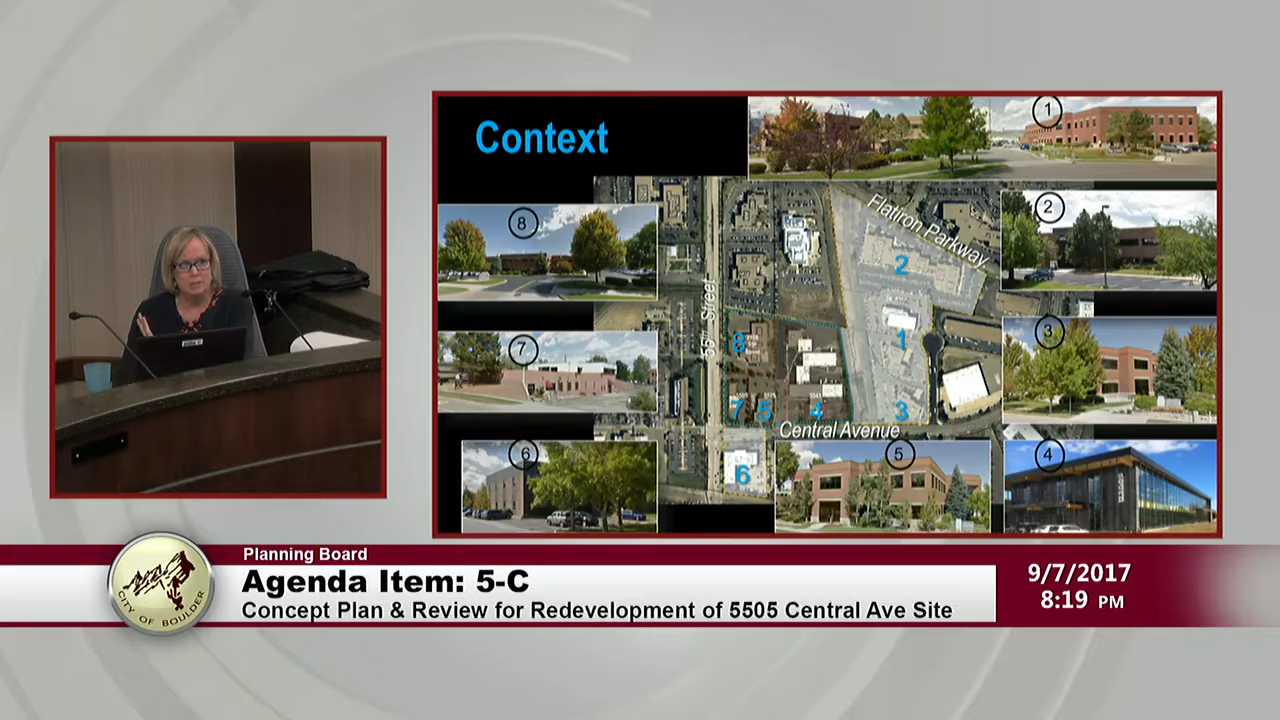 Context
1
2
3
4
5
6
7
8
Flatiron Parkway
2
1
8
7
5
4
3
Central Avenue
6
Planning Board
Agenda Item: 5-C
Concept Plan & Review for Redevelopment of 5505 Central Ave Site
CITY OF BOULDER
9/7/2017
8:19 PM